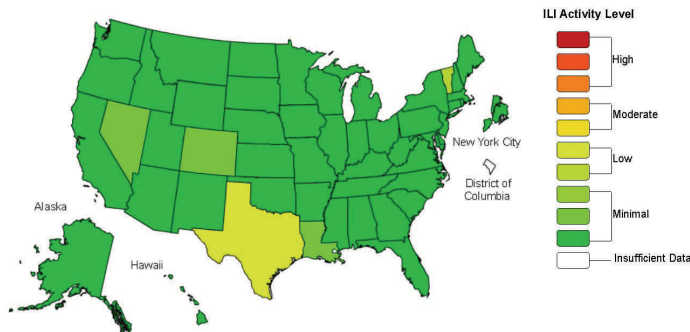 ILI Activity Level
High
Moderate
New York City
Low
District of
Columbia
Alaska
Minimal
Hawaii
Insufficient Data